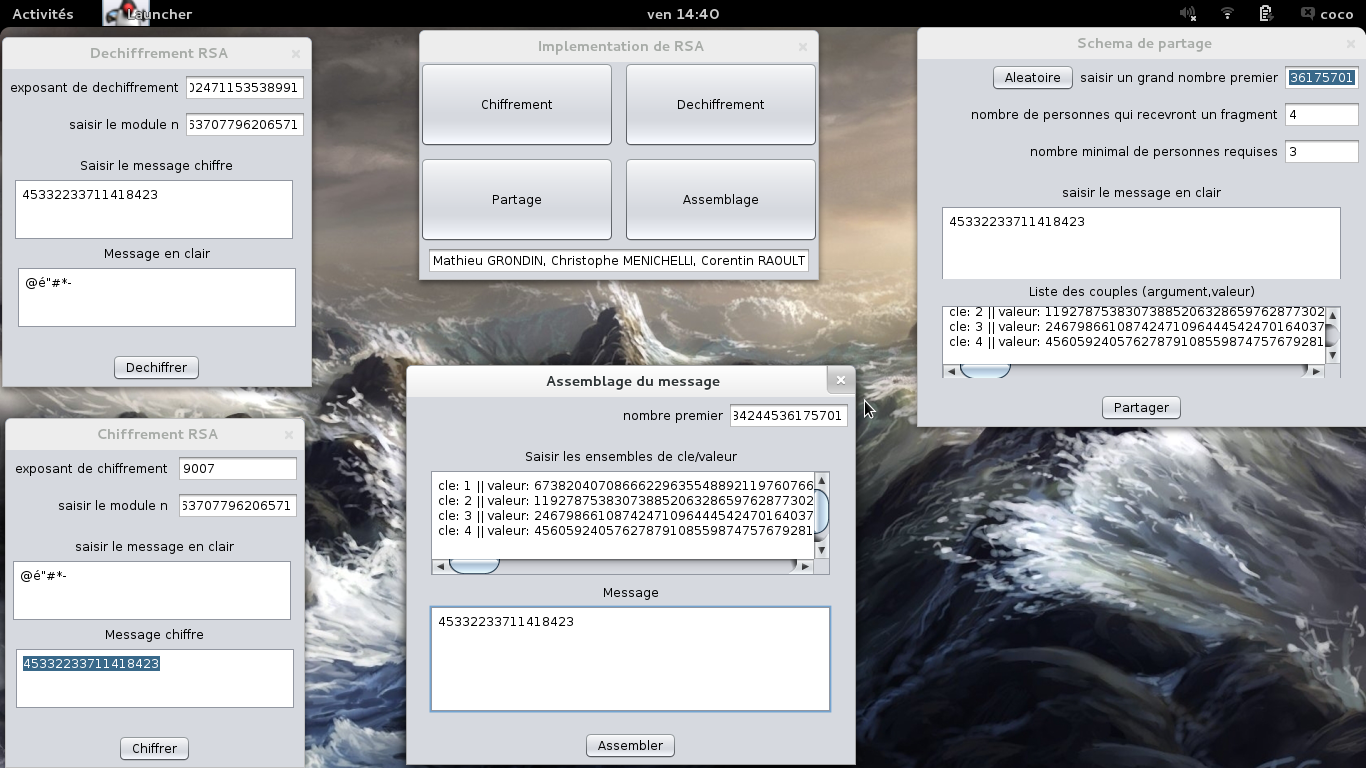 Activités
Launcher
ven 14:40
coco
Dechiffrement RSA
exposant de dechiffrement
02471153538991
saisir le module n
63707796206571
Saisir le message chiffre
45332233711418423
Message en clair
@é"#*-
Dechiffrer
Chiffrement RSA
exposant de chiffrement
9007
saisir le module n
63707796206571
saisir le message en clair
@é"#*-
Message chiffre
45332233711418423
Chiffrer
Implementation de RSA
Chiffrement
Dechiffrement
Partage
Assemblage
Mathieu GRONDIN, Christophe MENICHELLI, Corentin RAOULT
Assemblage du message
nombre premier
34244536175701
Saisir les ensembles de cle/valeur
cle: 1 || valeur: 67382040708666229635548892119760766
cle: 2 || valeur: 11927875383073885206328659762877302
cle: 3 || valeur: 24679866108742471096444542470164037
cle: 4 || valeur: 45605924057627879108559874757679281
Message
45332233711418423
Assembler
Schema de partage
Aleatoire
saisir un grand nombre premier
36175701
nombre de personnes qui recevront un fragment
4
nombre minimal de personnes requises
3
saisir le message en clair
45332233711418423
Liste des couples (argument,valeur)
cle: 2 || valeur: 11927875383073885206328659762877302
cle: 3 || valeur: 24679866108742471096444542470164037
cle: 4 || valeur: 45605924057627879108559874757679281
Partager